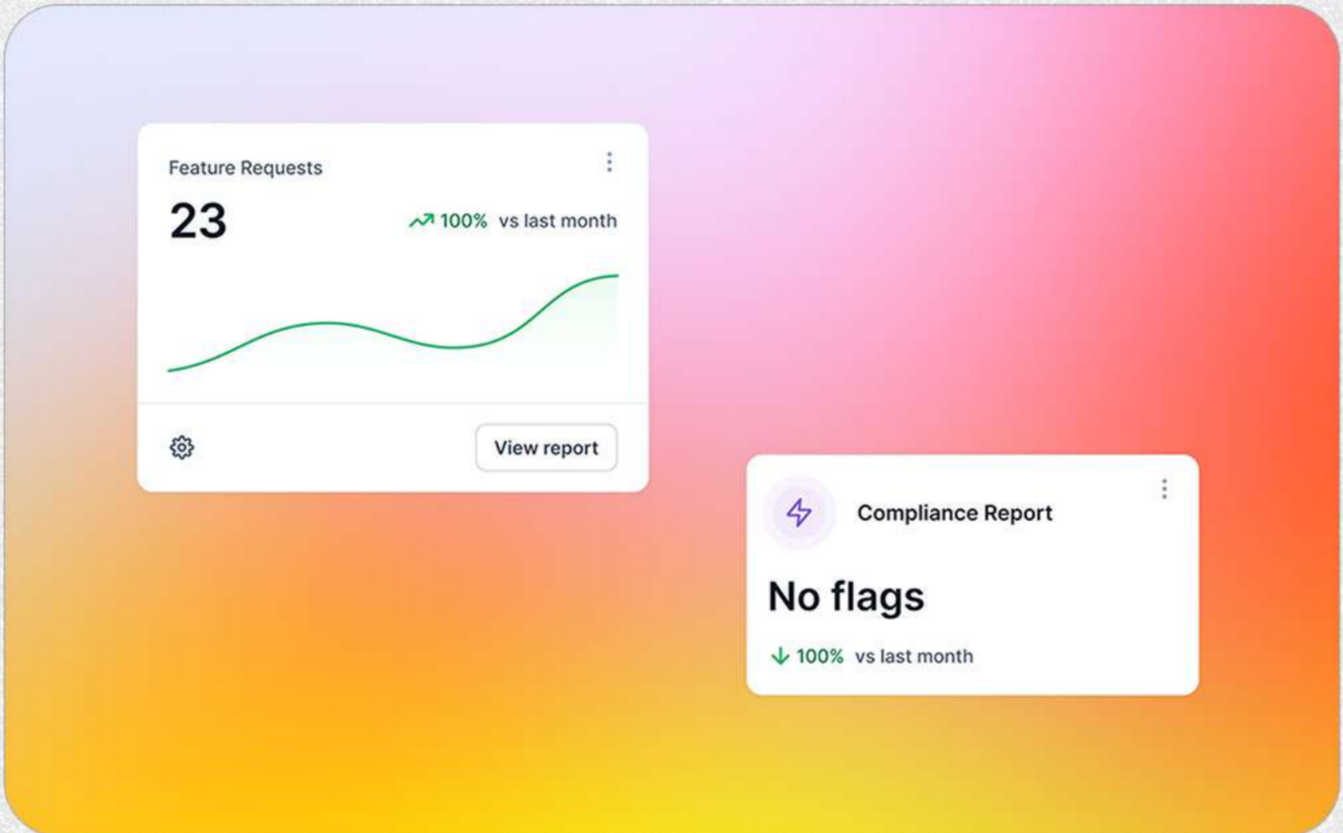 Feature Requests
23
100% vs last month
View report
Compliance Report
No flags
100% vs last month